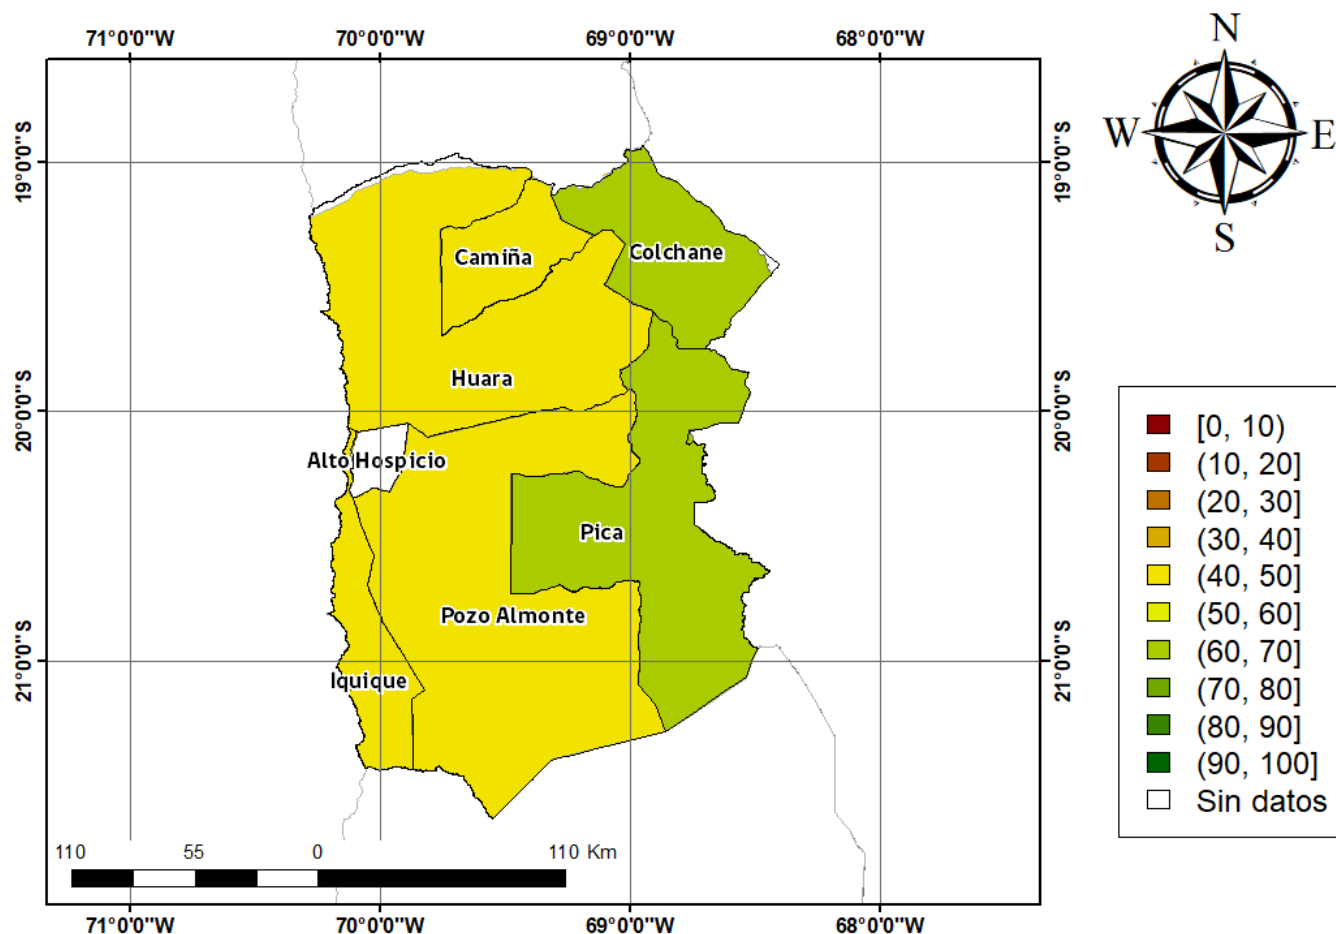 71°0'0"W 70°0'0"W 69°0'0"W 68°0'0"W
N
W E
S
19°0'0"S 19°0'0"S
Colchane
Camiña
Huara
20°0'0"S 20°0'0"S
Alto Hospicio
Pica
Pozo Almonte
21°0'0"S 21°0'0"S
Iquique
[0, 10)
(10, 20]
(20, 30]
(30, 40]
(40, 50]
(50, 60]
(60, 70]
(70, 80]
(80, 90]
(90, 100]
Sin datos
110 55 0 110 Km
71°0'0"W 70°0'0"W 69°0'0"W 68°0'0"W